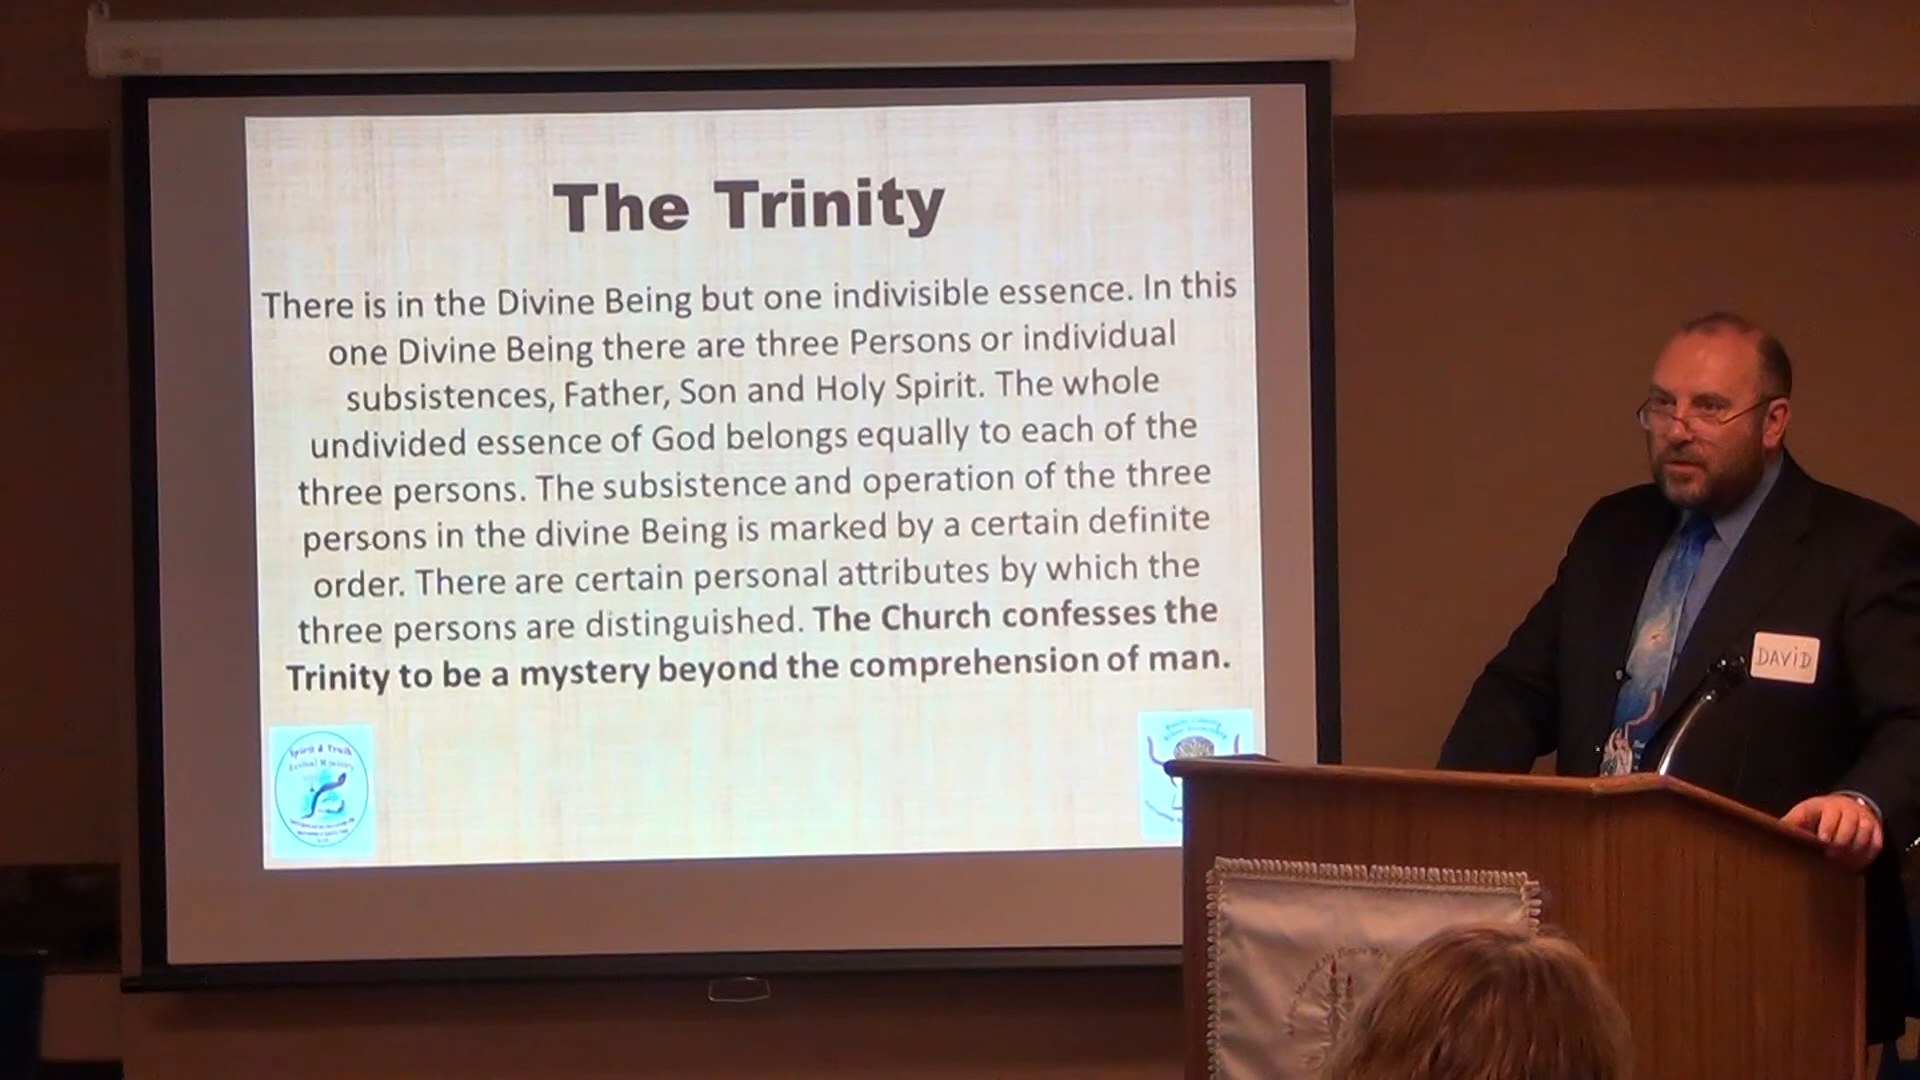 The Trinity
There is in the Divine Being but one indivisible essence. In this
one Divine Being there are three Persons or individual
subsistences, Father, Son and Holy Spirit. The whole
undivided essence of God belongs equally to each of the
three persons. The subsistence and operation of the three
persons in the divine Being is marked by a certain definite
order. There are certain personal attributes by which the
three persons are distinguished. The Church confesses the
Trinity to be a mystery beyond the comprehension of man.
Spirit & Truth
DAViD